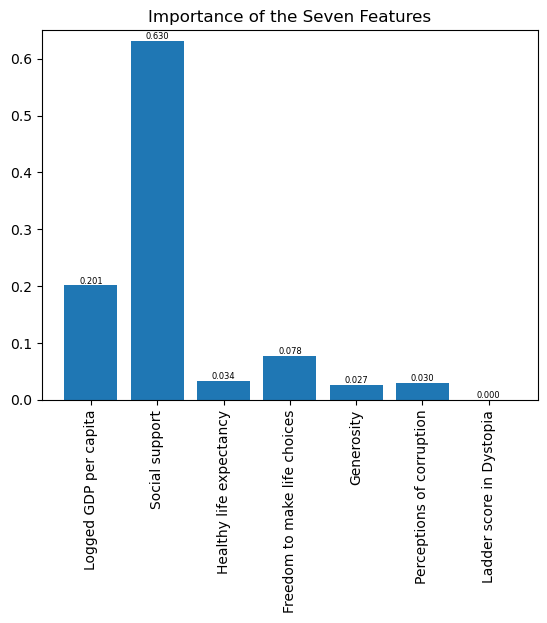 Importance of the Seven Features
0.6
0.5
0.4
0.3
0.2
0.1
0.0
0.201
0.630
0.034
0.078
0.027
0.030
0.000
Logged GDP per capita
Social support
Healthy life expectancy
Freedom to make life choices
Generosity
Perceptions of corruption
Ladder score in Dystopia